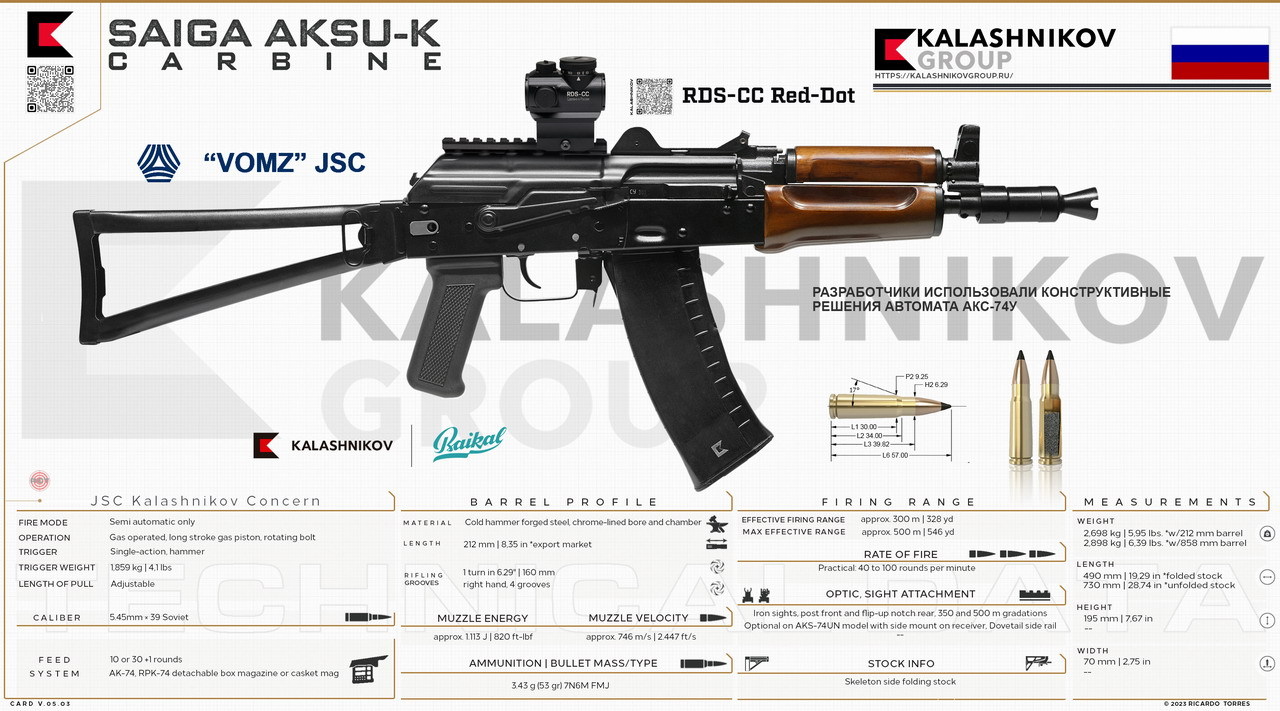 SAIGA AKSU-K
CARBINE
KALASHNIKOV
GROUP
HTTPS://KALASHNIKOVGROUP.RU/
RDS-CC
KALASHNIKOV
RDS-CC Red-Dot
“VOMZ” JSC
KALASHNIKOV
GROUP
РАЗРАБОТЧИКИ ИСПОЛЬЗОВАЛИ КОНСТРУКТИВНЫЕ
РЕШЕНИЯ АВТОМАТА АКС-74У
P2 9.25
H2 6.29
17°
L1 30.00
L2 34.00
L3 39.82
L6 57.00
KALASHNIKOV
Baikal
TECHNICAL DATA
JSC Kalashnikov Concern
FIRE MODE Semi automatic only
OPERATION Gas operated, long stroke gas piston, rotating bolt
TRIGGER Single-action, hammer
TRIGGER WEIGHT 1.859 kg | 4,1 lbs
LENGTH OF PULL Adjustable
CALIBER 5.45mm × 39 Soviet
FEED SYSTEM
10 or 30 +1 rounds
AK-74, RPK-74 detachable box magazine or casket mag
BARREL PROFILE
MATERIAL Cold hammer forged steel, chrome-lined bore and chamber
LENGTH 212 mm | 8,35 in *export market
RIFLING GROOVES
1 turn in 6.29" | 160 mm
right hand, 4 grooves
MUZZLE ENERGY MUZZLE VELOCITY
approx. 1.113 J | 820 ft-lbf approx. 746 m/s | 2.447 ft/s
AMMUNITION | BULLET MASS/TYPE
3.43 g (53 gr) 7N6M FMJ
FIRING RANGE
EFFECTIVE FIRING RANGE approx. 300 m | 328 yd
MAX EFFECTIVE RANGE approx. 500 m | 546 yd
RATE OF FIRE
Practical: 40 to 100 rounds per minute
OPTIC, SIGHT ATTACHMENT
Iron sights, post front and flip-up notch rear, 350 and 500 m gradations
Optional on AKS-74UN model with side mount on receiver, Dovetail side rail
--
STOCK INFO
Skeleton side folding stock
MEASUREMENTS
WEIGHT
2,698 kg | 5,95 lbs. *w/212 mm barrel
2,898 kg | 6,39 lbs. *w/858 mm barrel
LENGTH
490 mm | 19,29 in *folded stock
730 mm | 28,74 in *unfolded stock
HEIGHT
195 mm | 7,67 in
--
WIDTH
70 mm | 2,75 in
--
CARD V.05.03
© 2023 RICARDO TORRES